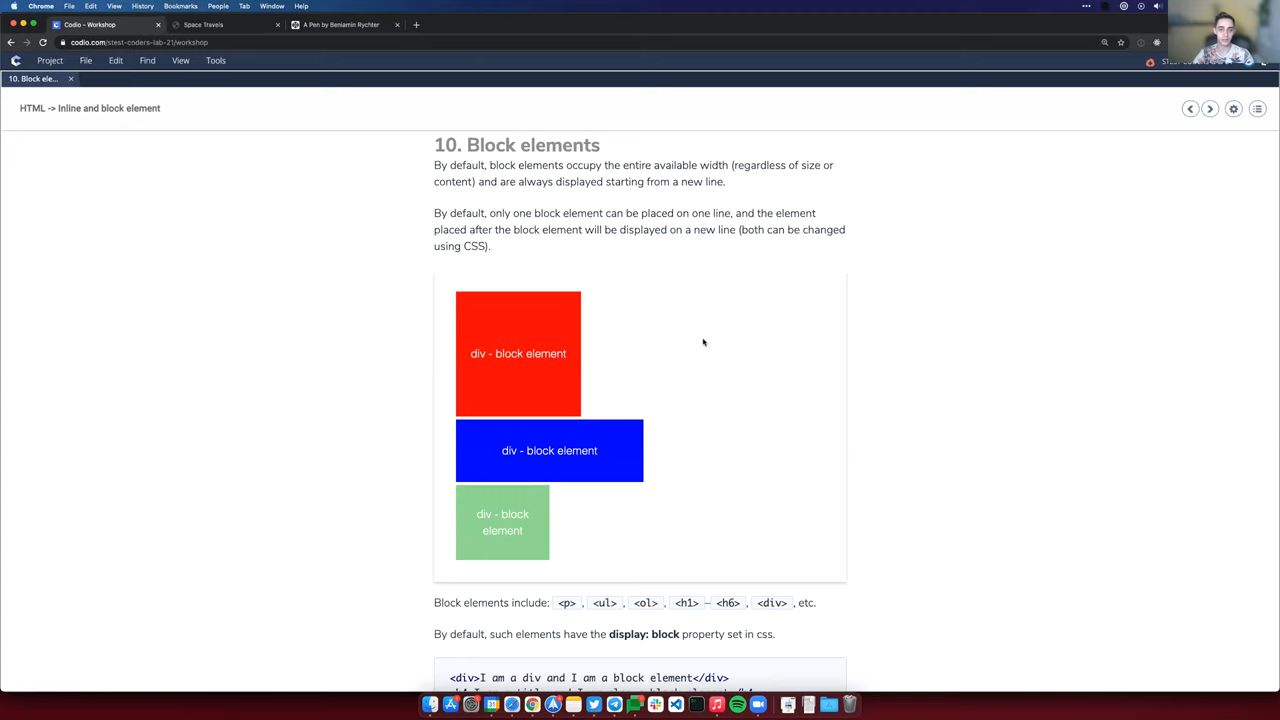 Chrome File Edit View History Bookmarks People Tab Window Help
Codio - Workshop
Space Travels
A Pen by Beniamin Rychter
codio.com/stest-coders-lab-21/workshop
Project File Edit Find View Tools
10. Block ele...
HTML -> Inline and block element
10. Block elements
By default, block elements occupy the entire available width (regardless of size or
content) and are always displayed starting from a new line.
By default, only one block element can be placed on one line, and the element
placed after the block element will be displayed on a new line (both can be changed
using CSS).
div - block element
div - block element
div - block
element
Block elements include: <p>, <ul>, <ol>, <h1>–<h6>, <div>, etc.
By default, such elements have the display: block property set in css.
<div>I am a div and I am a block element</div>